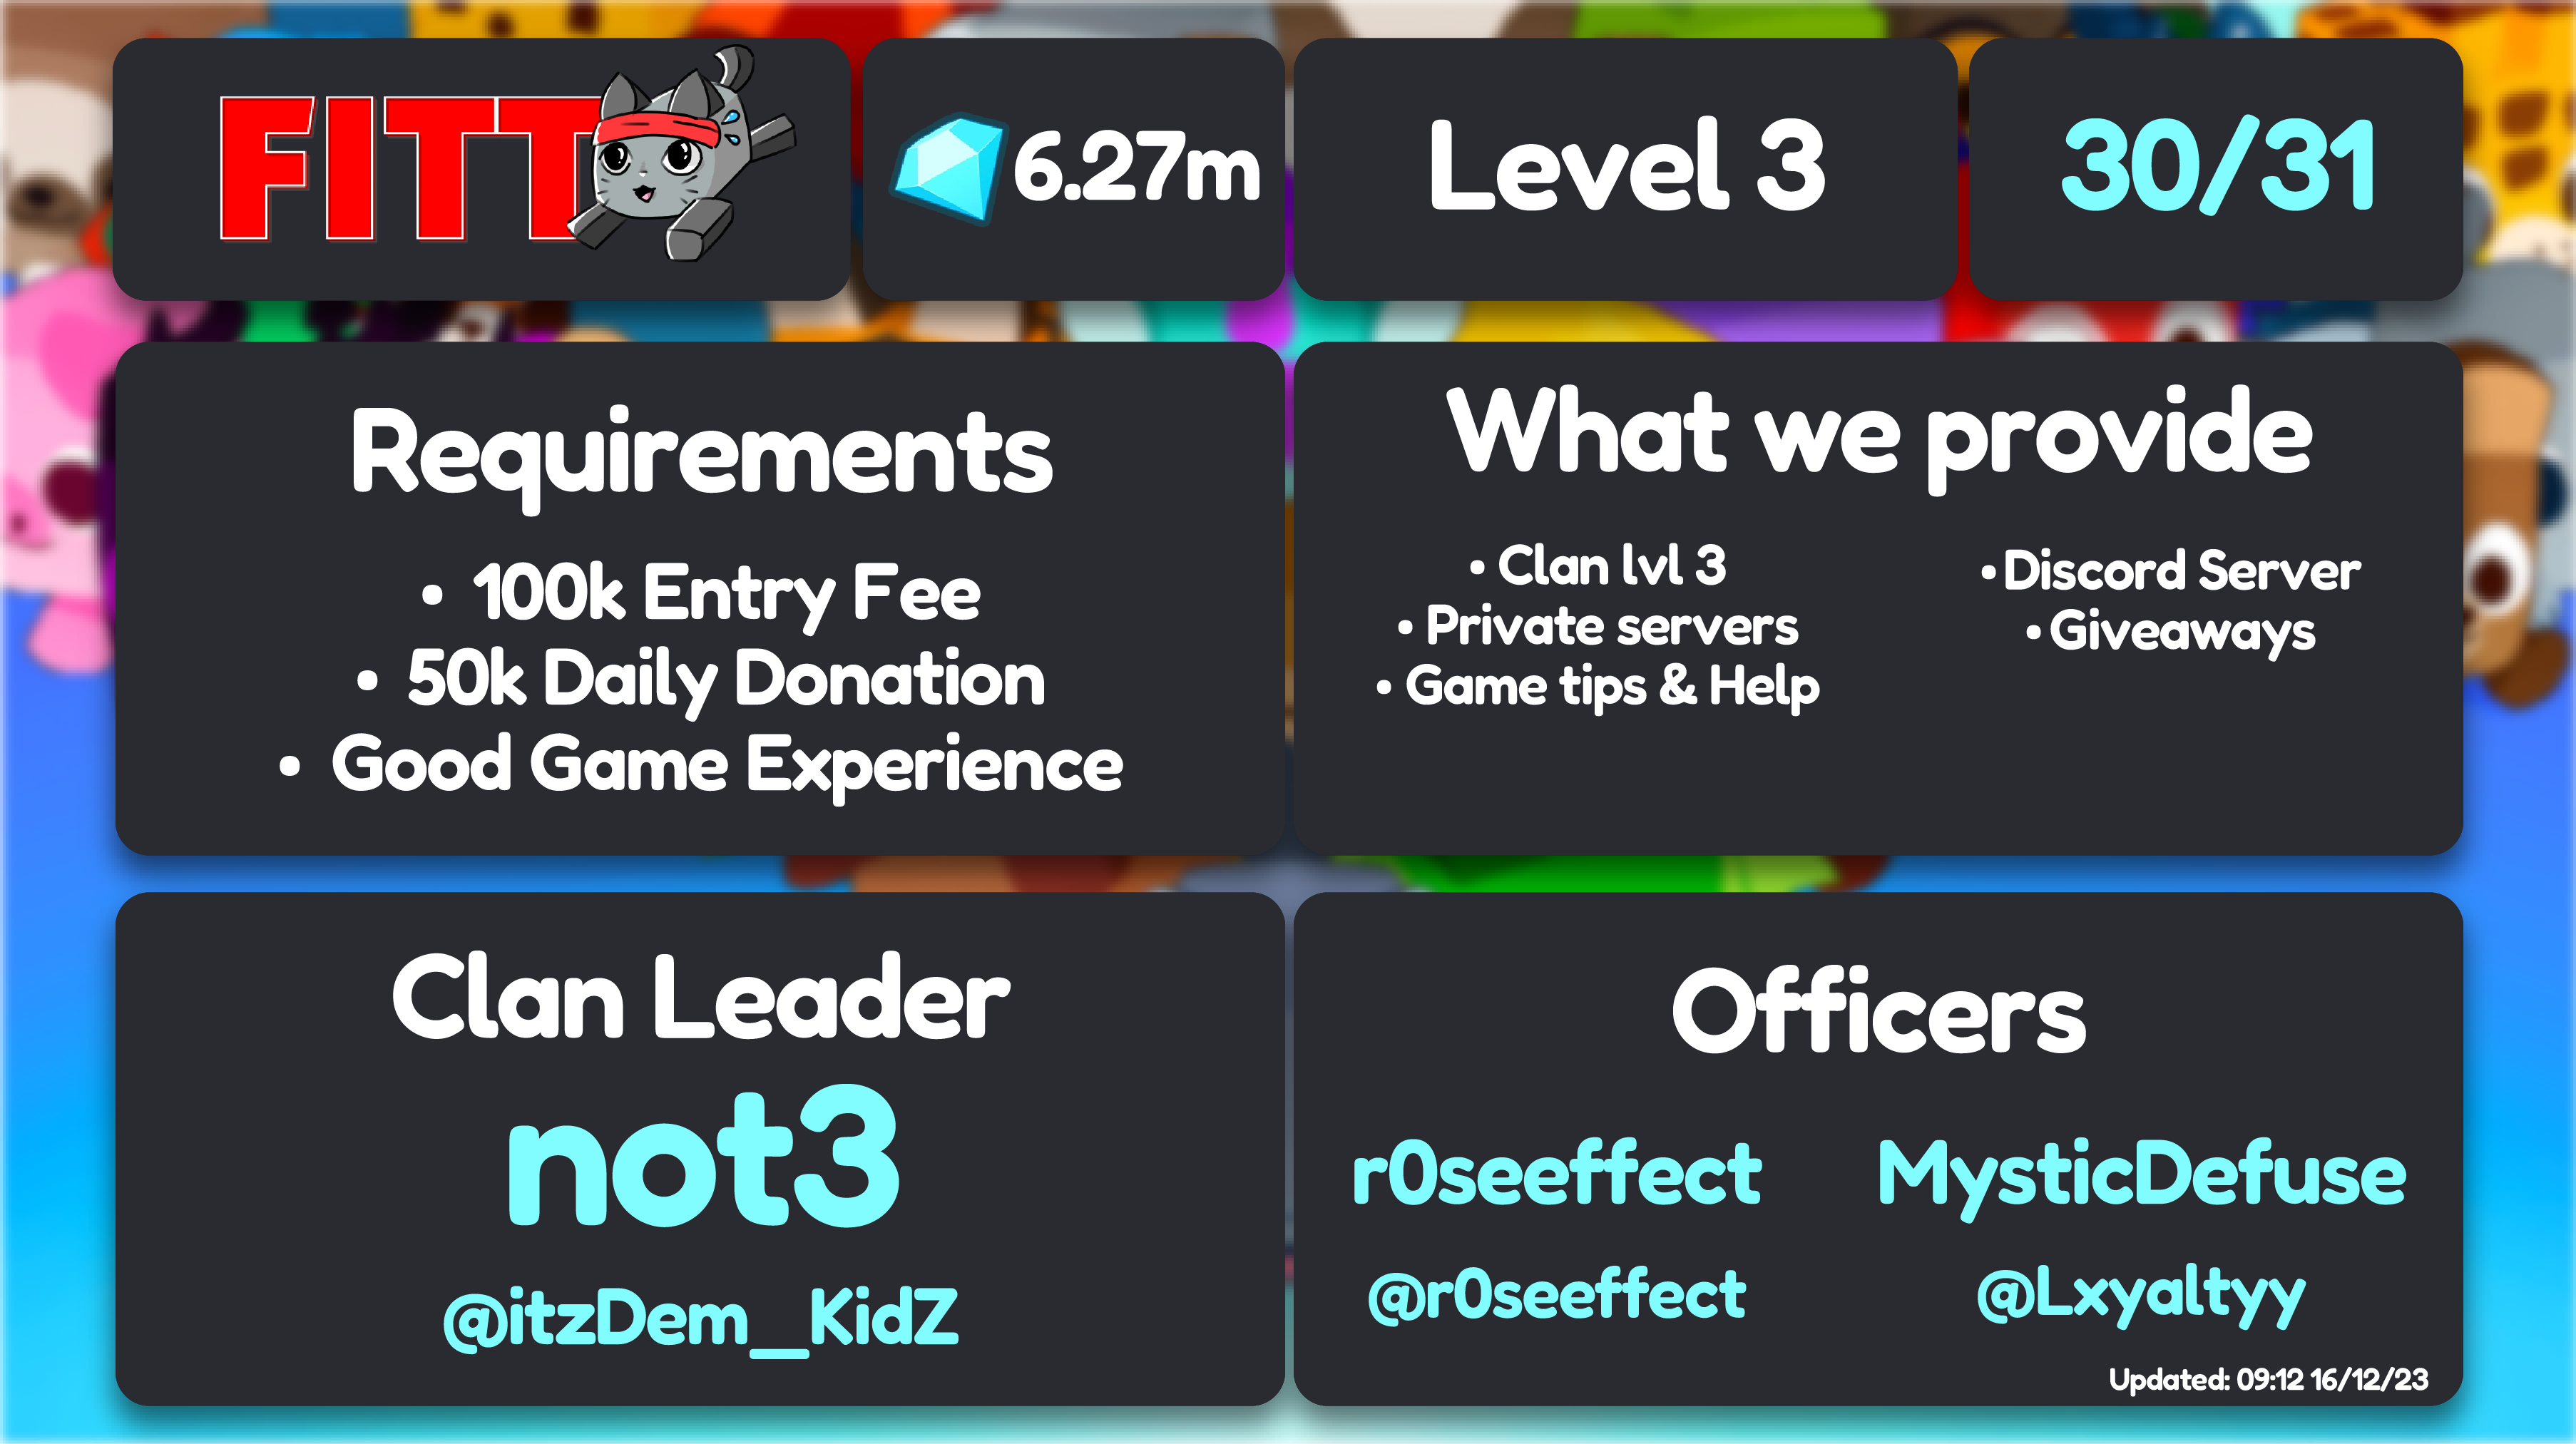 FITT
6.27m
Level 3
30/31
Requirements
• 100k Entry Fee
• 50k Daily Donation
• Good Game Experience
What we provide
• Clan lvl 3
• Private servers
• Game tips & Help
• Discord Server
• Giveaways
Clan Leader
not3
@itzDem_KidZ
Officers
r0seeffect
@r0seeffect
MysticDefuse
@Lxyaltyy
Updated: 09:12 16/12/23